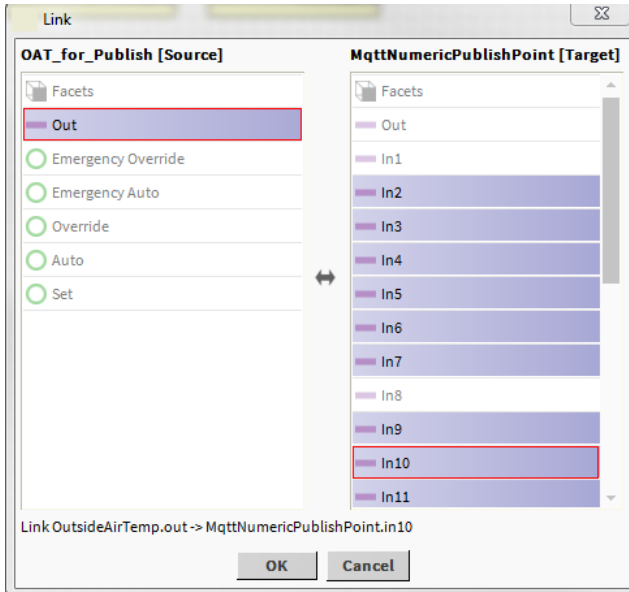 Link
OAT_for_Publish [Source]
Facets
Out
Emergency Override
Emergency Auto
Override
Auto
Set
MqttNumericPublishPoint [Target]
Facets
Out
In1
In2
In3
In4
In5
In6
In7
In8
In9
In10
In11
Link OutsideAirTemp.out -> MqttNumericPublishPoint.in10
OK
Cancel